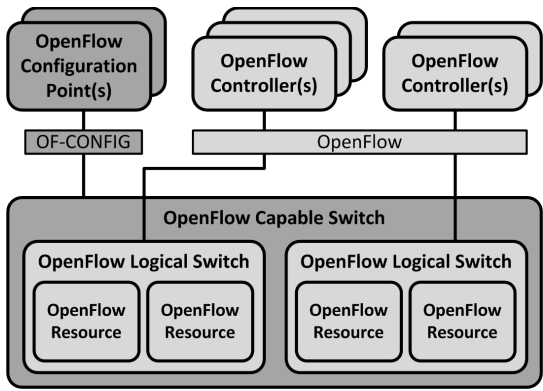 OpenFlow
Configuration
Point(s)
OpenFlow
Controller(s)
OpenFlow
Controller(s)
OF-CONFIG
OpenFlow
OpenFlow Capable Switch
OpenFlow Logical Switch
OpenFlow
Resource
OpenFlow
Resource
OpenFlow Logical Switch
OpenFlow
Resource
OpenFlow
Resource